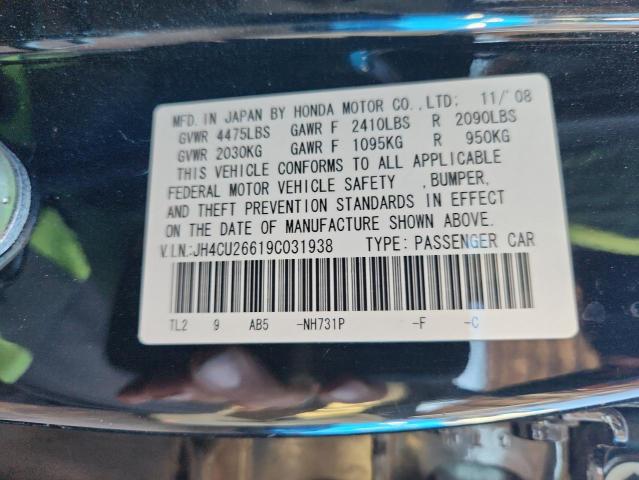 MFD. IN JAPAN BY HONDA MOTOR CO.,LTD: 11/'08
GVWR 4475LBS GAWR F 2410LBS R 2090LBS
GVWR 2030KG GAWR F 1095KG R 950KG
THIS VEHICLE CONFORMS TO ALL APPLICABLE
FEDERAL MOTOR VEHICLE SAFETY ,BUMPER,
AND THEFT PREVENTION STANDARDS IN EFFECT
ON THE DATE OF MANUFACTURE SHOWN ABOVE.
V.I.N.:JH4CU26619C031938 TYPE: PASSENGER CAR
TL2 9 AB5 -NH731P -F -C